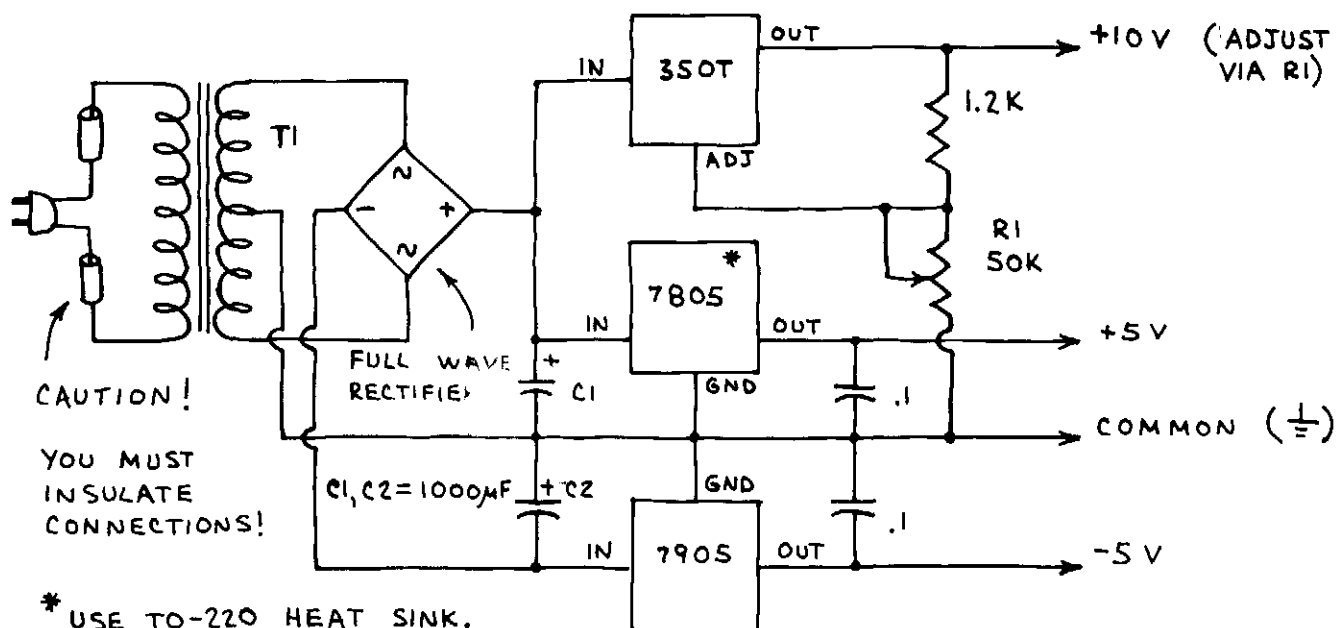 OUT
+10 V (ADJUST
VIA R1)
IN
350T
1.2K
T1
ADJ
~
-
+
~
R1
50K
*
7805
IN
OUT
+5 V
FULL WAVE
RECTIFIE
+
C1
GND
.1
CAUTION!
COMMON (⏚)
YOU MUST
INSULATE
CONNECTIONS!
C1, C2 = 1000µF
+ C2
GND
.1
IN
7905
OUT
-5 V
* USE TO-220 HEAT SINK.